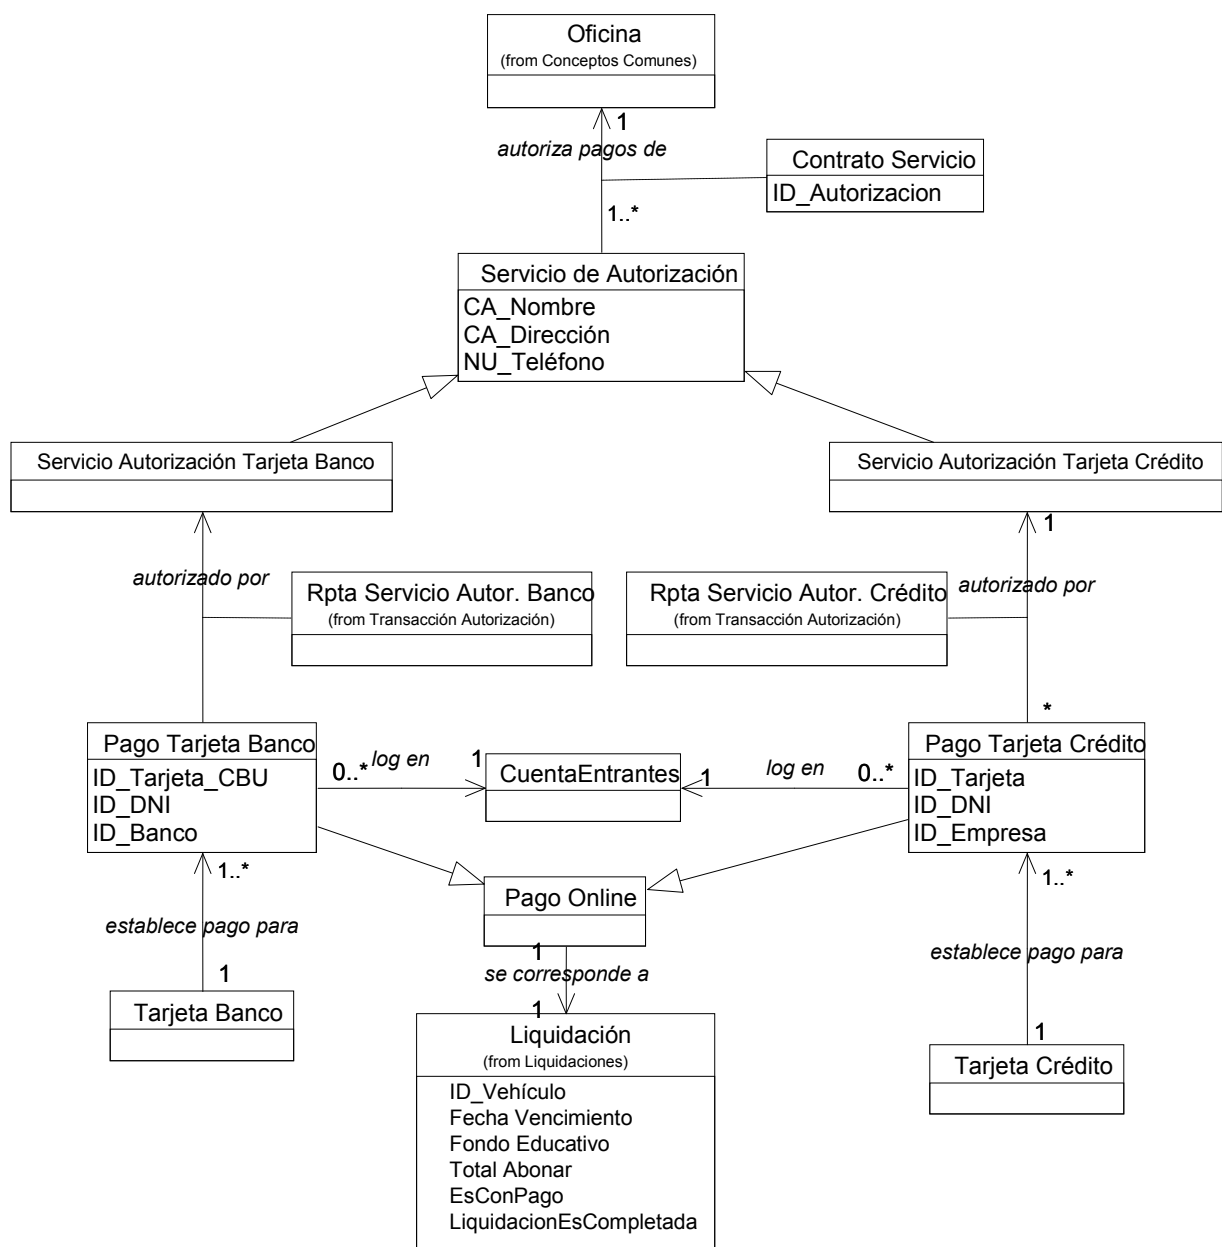 Oficina
(from Conceptos Comunes)
1
autoriza pagos de
Contrato Servicio
ID_Autorizacion
1..*
Servicio de Autorización
CA_Nombre
CA_Dirección
NU_Teléfono
Servicio Autorización Tarjeta Banco
Servicio Autorización Tarjeta Crédito
1
autorizado por
Rpta Servicio Autor. Banco
(from Transacción Autorización)
Rpta Servicio Autor. Crédito
(from Transacción Autorización)
autorizado por
*
Pago Tarjeta Banco
ID_Tarjeta_CBU
ID_DNI
ID_Banco
0..*
log en
1
CuentaEntrantes
1
log en
0..*
Pago Tarjeta Crédito
ID_Tarjeta
ID_DNI
ID_Empresa
1..*
1..*
Pago Online
establece pago para
1
se corresponde a
establece pago para
1
Tarjeta Banco
1
1
Tarjeta Crédito
Liquidación
(from Liquidaciones)
ID_Vehículo
Fecha Vencimiento
Fondo Educativo
Total Abonar
EsConPago
LiquidacionEsCompletada